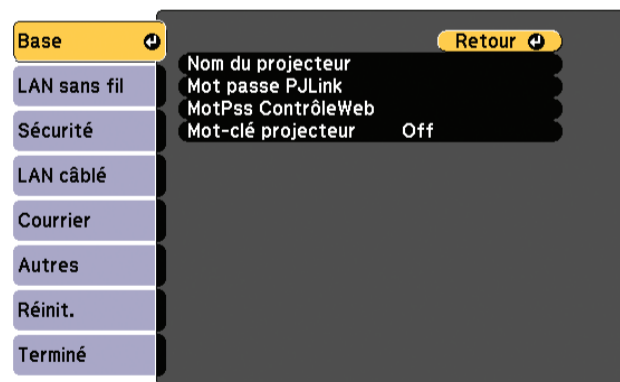 Base
LAN sans fil
Sécurité
LAN câblé
Courrier
Autres
Réinit.
Terminé
Retour
Nom du projecteur
Mot passe PJLink
MotPss ContrôleWeb
Mot-clé projecteur Off